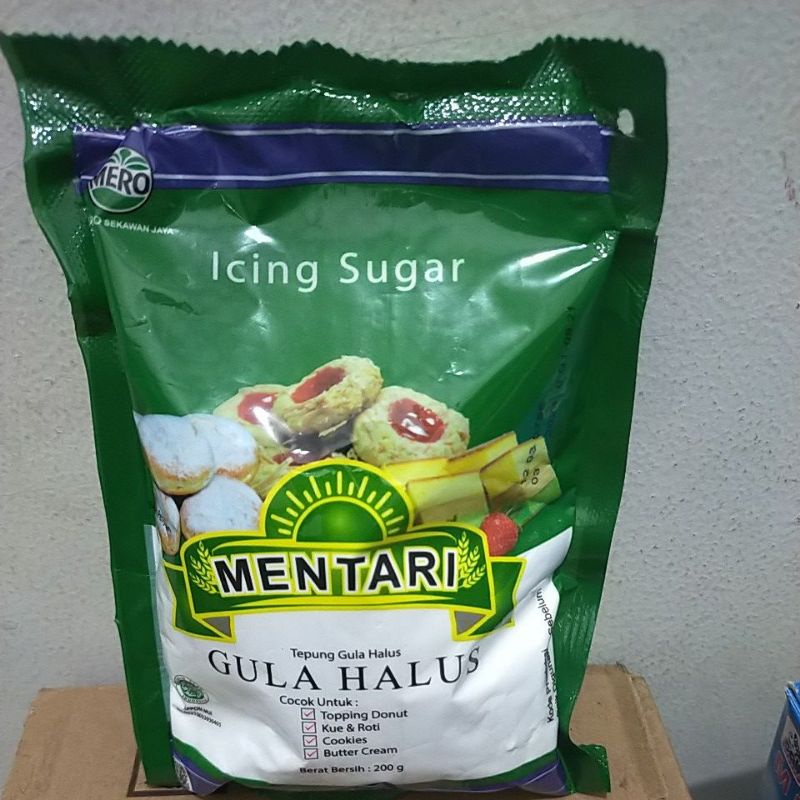 MERO
SEKAWAN JAYA
Icing Sugar
MENTARI
Tepung Gula Halus
GULA HALUS
Cocok Untuk :
Topping Donut
Kue & Roti
Cookies
Butter Cream
Berat Bersih : 200 g
Sebelum